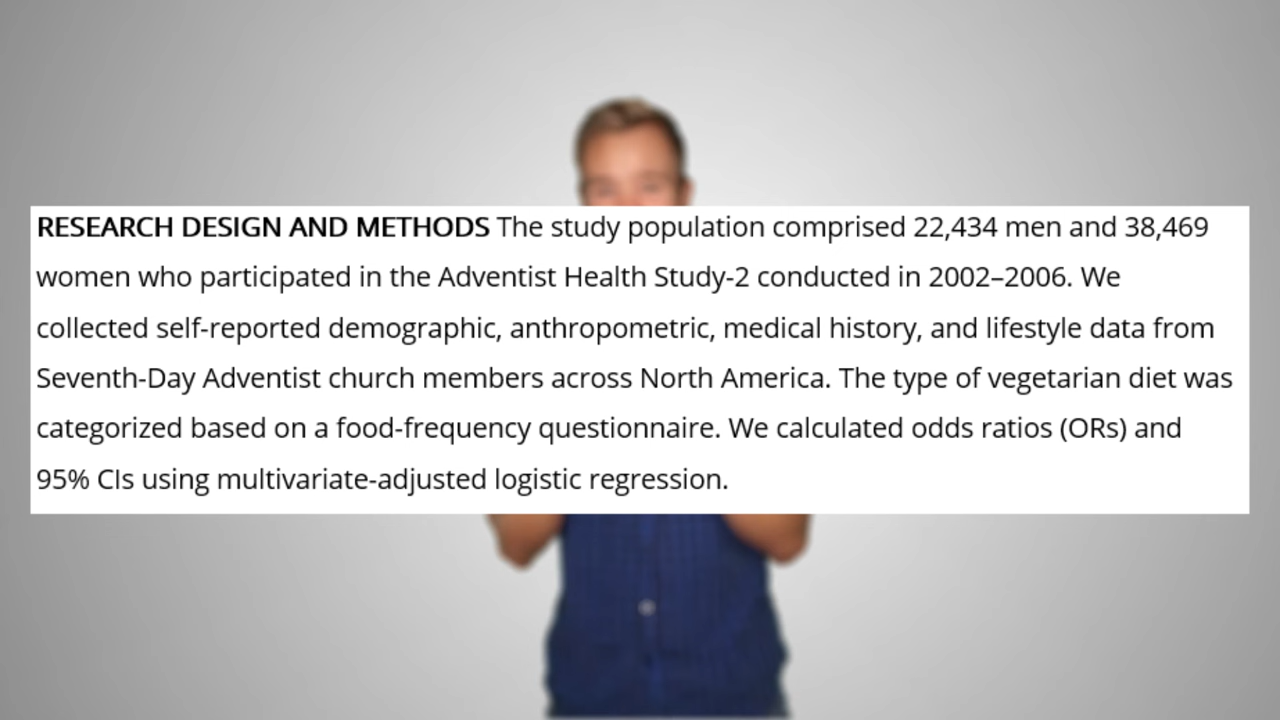 RESEARCH DESIGN AND METHODS The study population comprised 22,434 men and 38,469
women who participated in the Adventist Health Study-2 conducted in 2002–2006. We
collected self-reported demographic, anthropometric, medical history, and lifestyle data from
Seventh-Day Adventist church members across North America. The type of vegetarian diet was
categorized based on a food-frequency questionnaire. We calculated odds ratios (ORs) and
95% CIs using multivariate-adjusted logistic regression.